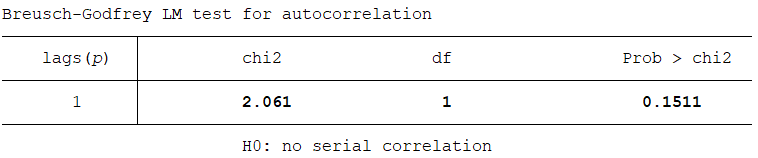 Breusch-Godfrey LM test for autocorrelation
lags(p) chi2 df Prob > chi2
1 2.061 1 0.1511
H0: no serial correlation